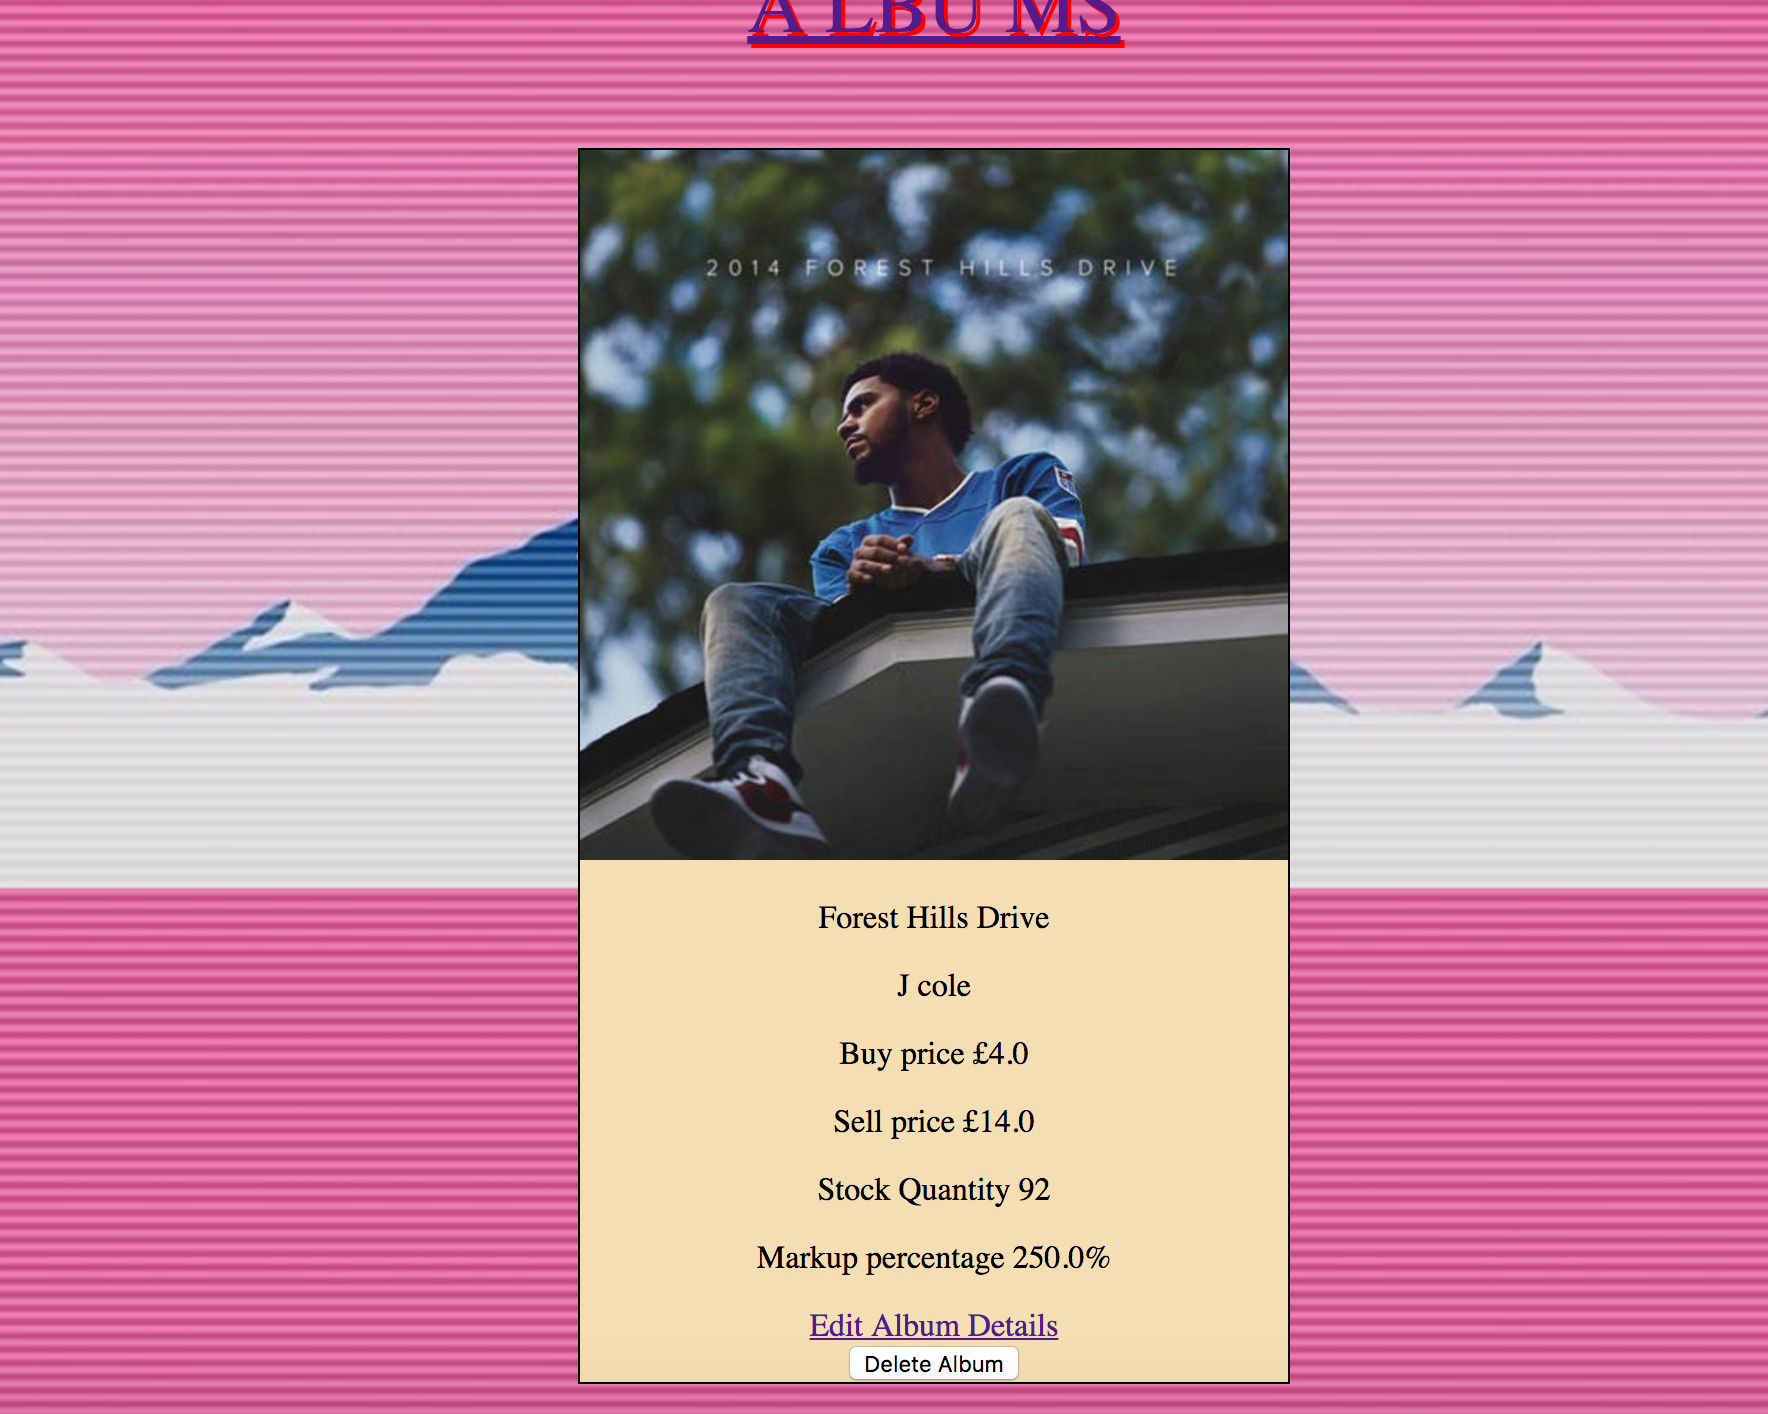 ALBUMS
2014 FOREST HILLS DRIVE
Forest Hills Drive
J cole
Buy price £4.0
Sell price £14.0
Stock Quantity 92
Markup percentage 250.0%
Edit Album Details
Delete Album